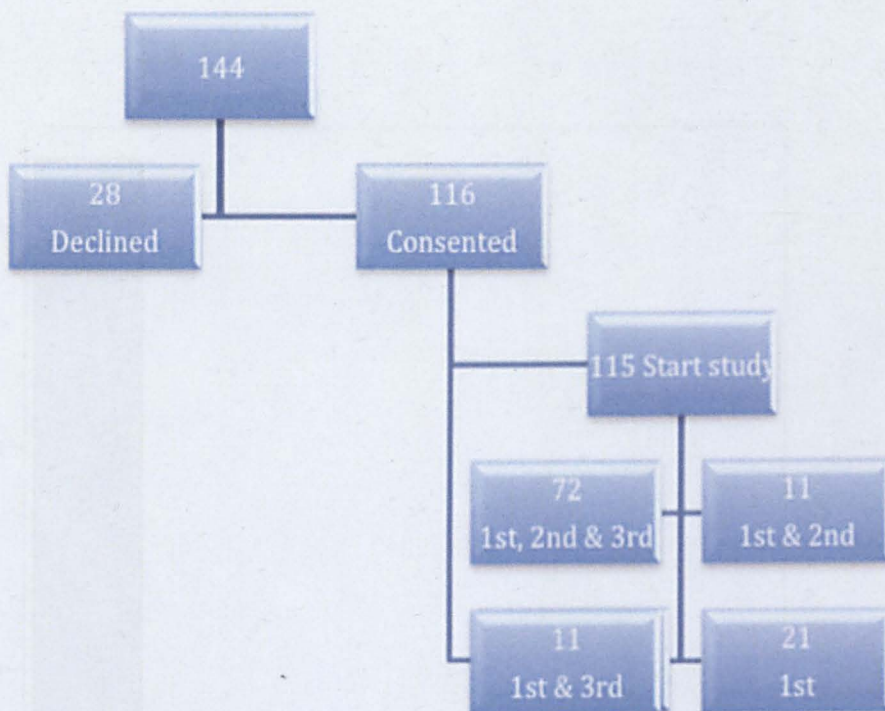 144
28
Declined
116
Consented
115 Start study
72
1st, 2nd & 3rd
11
1st & 2nd
11
1st & 3rd
21
1st